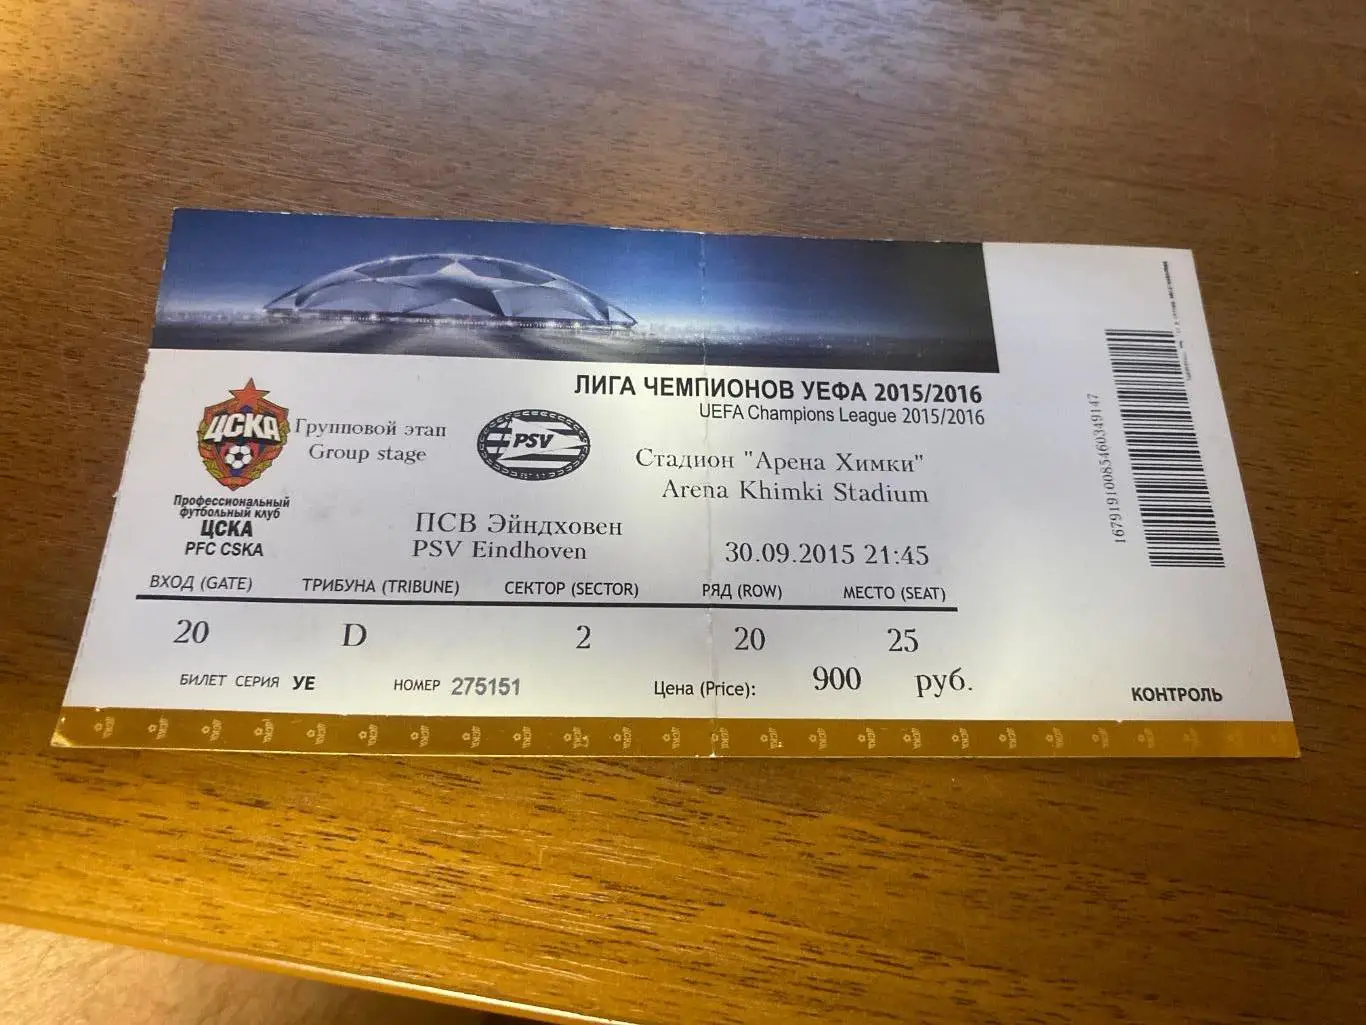 ЛИГА ЧЕМПИОНОВ УЕФА 2015/2016
UEFA Champions League 2015/2016
ЦСКА
Групповой этап
Group stage
PSV
Стадион "Арена Химки"
Arena Khimki Stadium
Профессиональный
футбольный клуб
ЦСКА
PFC CSKA
ПСВ Эйндховен
PSV Eindhoven
30.09.2015 21:45
ВХОД (GATE) ТРИБУНА (TRIBUNE) СЕКТОР (SECTOR) РЯД (ROW) МЕСТО (SEAT)
20 D 2 20 25
БИЛЕТ СЕРИЯ УЕ НОМЕР 275151 Цена (Price): 900 руб.
КОНТРОЛЬ
16791910085460349147